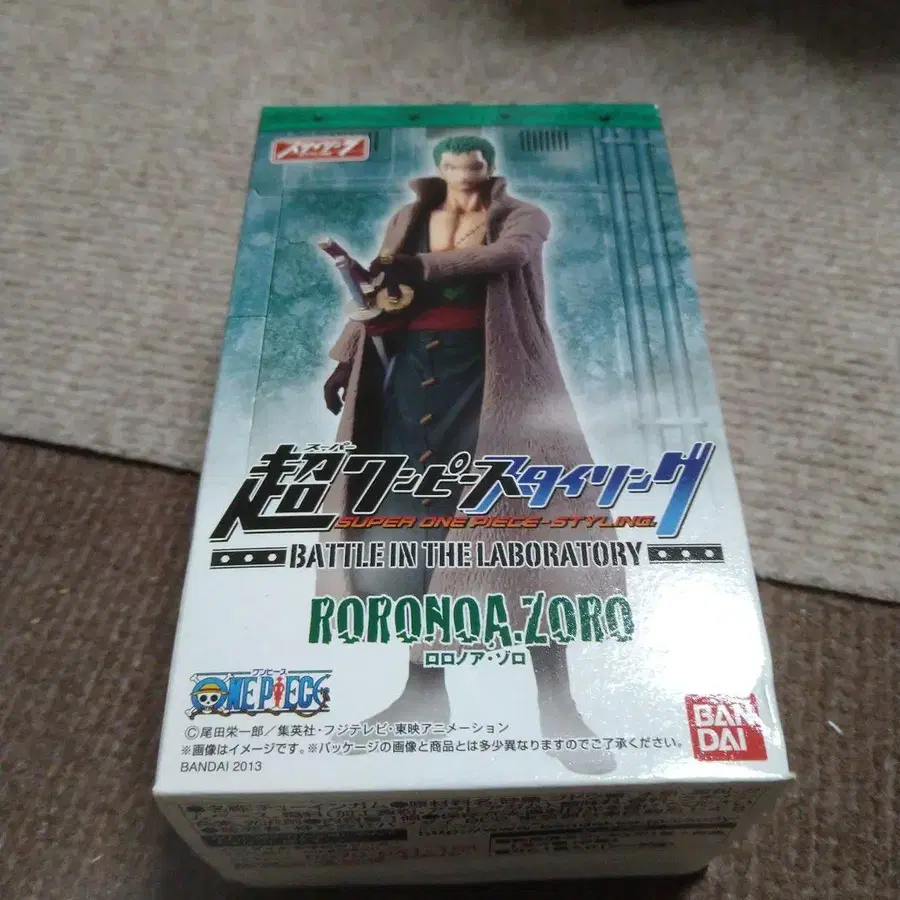 スーパー
超ワンピーススタイリング
SUPER ONE PIECE-STYLING
BATTLE IN THE LABORATORY
RORONOA.ZORO
ロロノア・ゾロ
ワンピース
ONE PIECE
©尾田栄一郎/集英社・フジテレビ・東映アニメーション
※画像はイメージです。※パッケージの画像と商品とは多少異なりますのでご了承ください。
BANDAI 2013
BAN
DAI